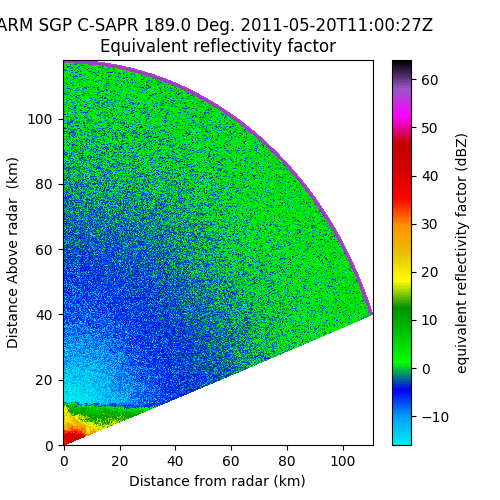 ARM SGP C-SAPR 189.0 Deg. 2011-05-20T11:00:27Z
Equivalent reflectivity factor
Distance Above radar (km)
100
80
60
40
20
0
0 20 40 60 80 100
Distance from radar (km)
60
50
40
30
20
10
0
−10
equivalent reflectivity factor (dBZ)